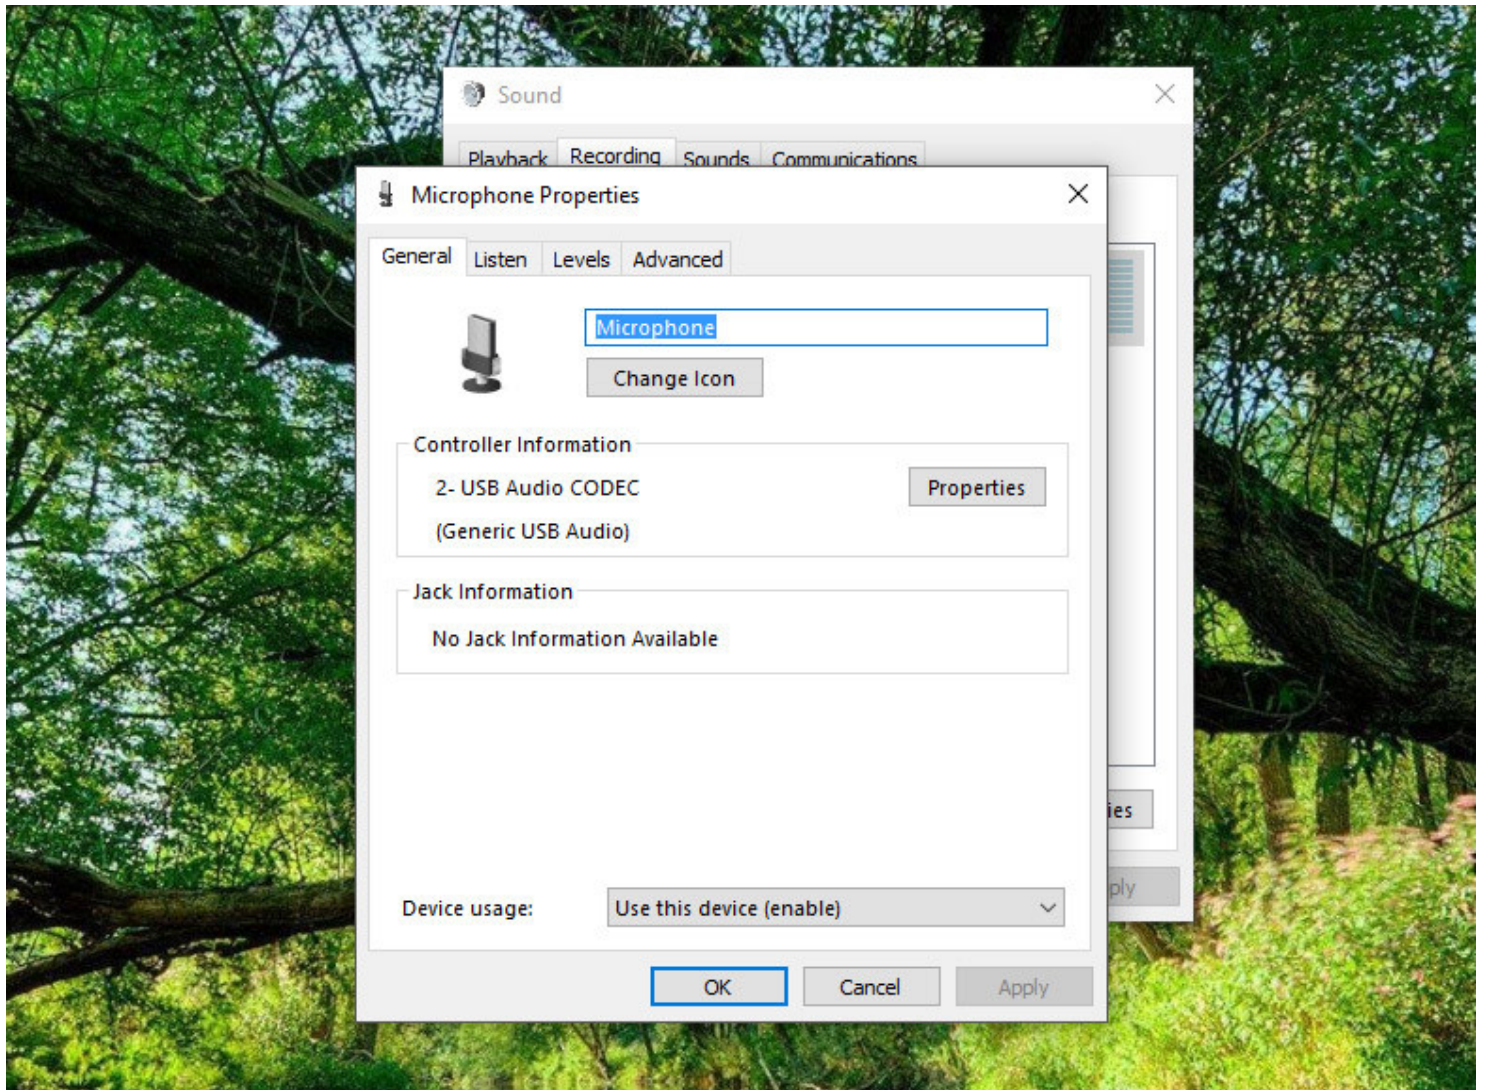 Sound
Playback Recording Sounds Communications
Microphone Properties
General Listen Levels Advanced
Microphone
Change Icon
Controller Information
2- USB Audio CODEC
Properties
(Generic USB Audio)
Jack Information
No Jack Information Available
ies
ply
Device usage:
Use this device (enable)
OK Cancel Apply